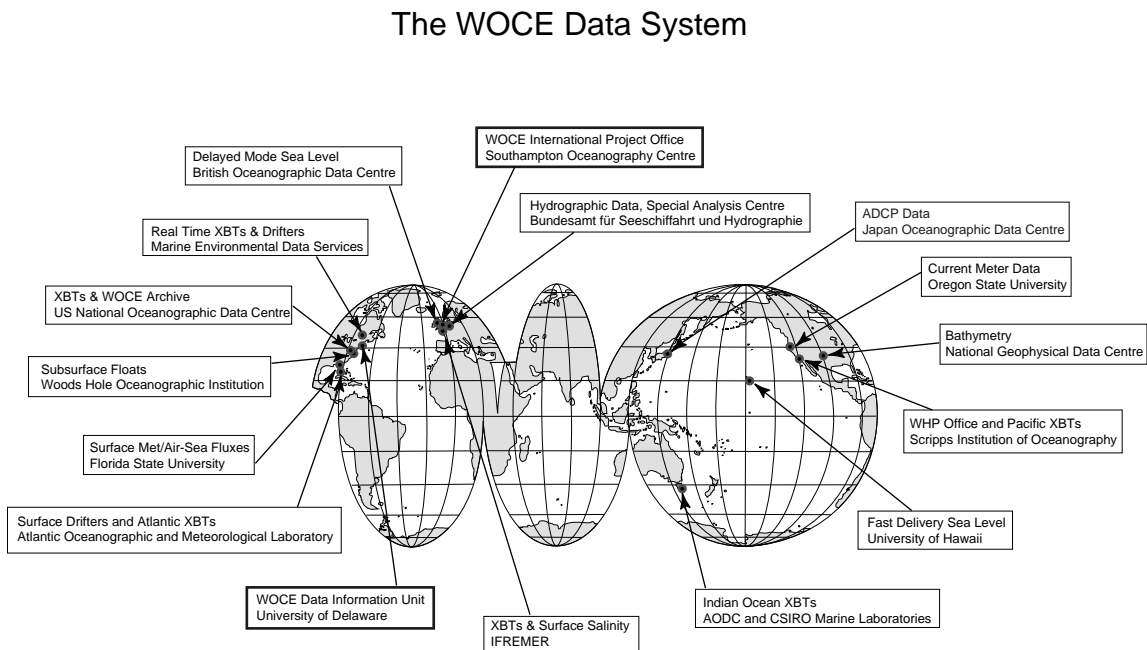 The WOCE Data System
WOCE International Project Office
Southampton Oceanography Centre
Delayed Mode Sea Level
British Oceanographic Data Centre
Hydrographic Data, Special Analysis Centre
Bundesamt für Seeschiffahrt und Hydrographie
ADCP Data
Japan Oceanographic Data Centre
Real Time XBTs & Drifters
Marine Environmental Data Services
Current Meter Data
Oregon State University
XBTs & WOCE Archive
US National Oceanographic Data Centre
Bathymetry
National Geophysical Data Centre
Subsurface Floats
Woods Hole Oceanographic Institution
WHP Office and Pacific XBTs
Scripps Institution of Oceanography
Surface Met/Air-Sea Fluxes
Florida State University
Surface Drifters and Atlantic XBTs
Atlantic Oceanographic and Meteorological Laboratory
Fast Delivery Sea Level
University of Hawaii
WOCE Data Information Unit
University of Delaware
Indian Ocean XBTs
AODC and CSIRO Marine Laboratories
XBTs & Surface Salinity
IFREMER